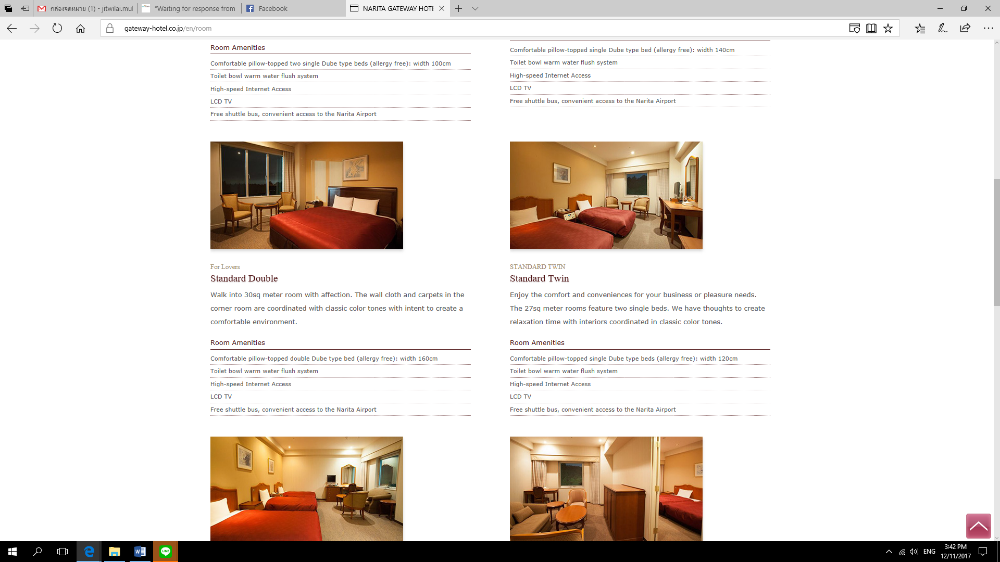 กล่องจดหมาย (1) - jitwilai.mul
"Waiting for response from
Facebook
NARITA GATEWAY HOTE
gateway-hotel.co.jp/en/room
Room Amenities
Comfortable pillow-topped two single Dube type beds (allergy free): width 100cm
Toilet bowl warm water flush system
High-speed Internet Access
LCD TV
Free shuttle bus, convenient access to the Narita Airport
Comfortable pillow-topped single Dube type bed (allergy free): width 140cm
Toilet bowl warm water flush system
High-speed Internet Access
LCD TV
Free shuttle bus, convenient access to the Narita Airport
For Lovers
Standard Double
Walk into 30sq meter room with affection. The wall cloth and carpets in the
corner room are coordinated with classic color tones with intent to create a
comfortable environment.
Room Amenities
Comfortable pillow-topped double Dube type bed (allergy free): width 160cm
Toilet bowl warm water flush system
High-speed Internet Access
LCD TV
Free shuttle bus, convenient access to the Narita Airport
STANDARD TWIN
Standard Twin
Enjoy the comfort and conveniences for your business or pleasure needs.
The 27sq meter rooms feature two single beds. We have thoughts to create
relaxation time with interiors coordinated in classic color tones.
Room Amenities
Comfortable pillow-topped single Dube type beds (allergy free): width 120cm
Toilet bowl warm water flush system
High-speed Internet Access
LCD TV
Free shuttle bus, convenient access to the Narita Airport
LINE
ENG
3:42 PM
12/11/2017